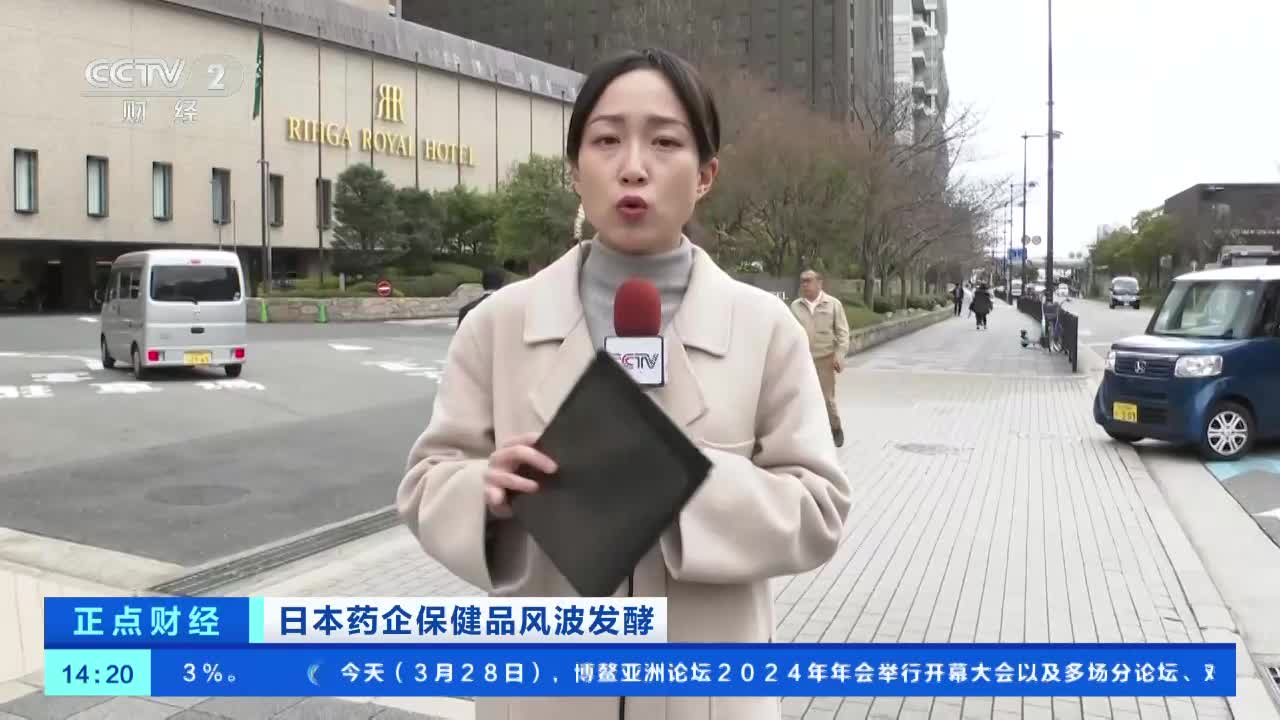 CCTV 2
财经
RIHGA ROYAL HOTEL
CCTV
正点财经
日本药企保健品风波发酵
14:20
3%。
今天（3月28日），博鳌亚洲论坛2024年年会举行开幕大会以及多场分论坛、